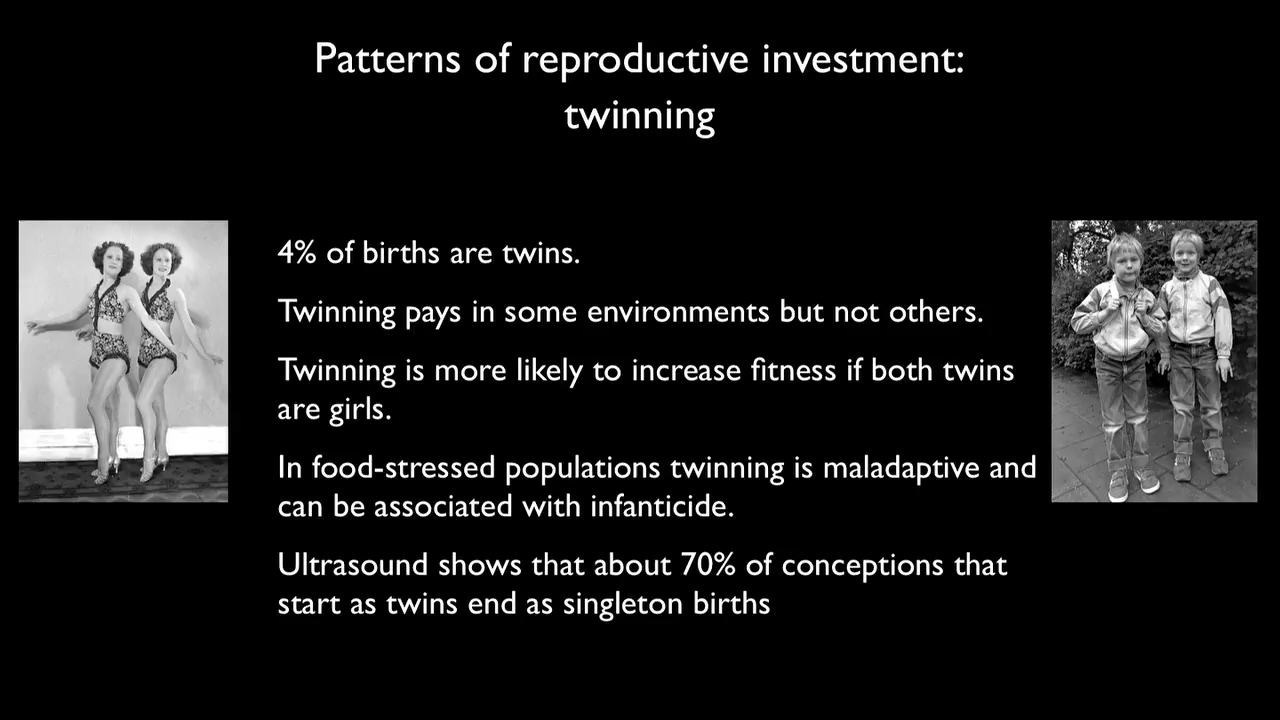 Patterns of reproductive investment:
twinning
4% of births are twins.
Twinning pays in some environments but not others.
Twinning is more likely to increase fitness if both twins
are girls.
In food-stressed populations twinning is maladaptive and
can be associated with infanticide.
Ultrasound shows that about 70% of conceptions that
start as twins end as singleton births